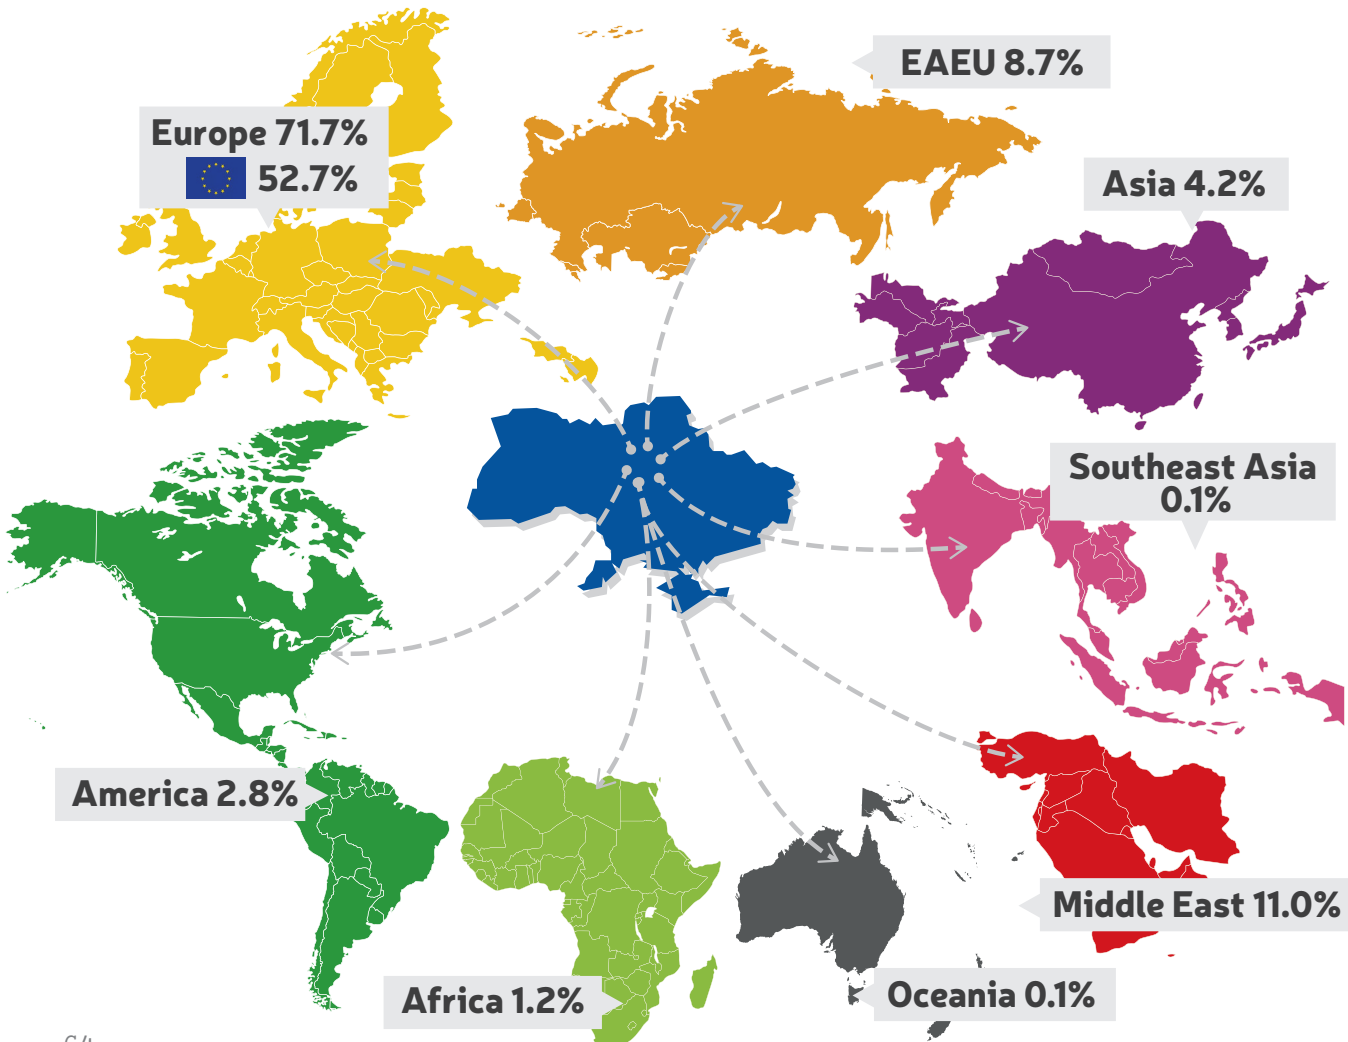 EAEU 8.7%
Europe 71.7%
52.7%
Asia 4.2%
Southeast Asia
0.1%
America 2.8%
Middle East 11.0%
Africa 1.2%
Oceania 0.1%